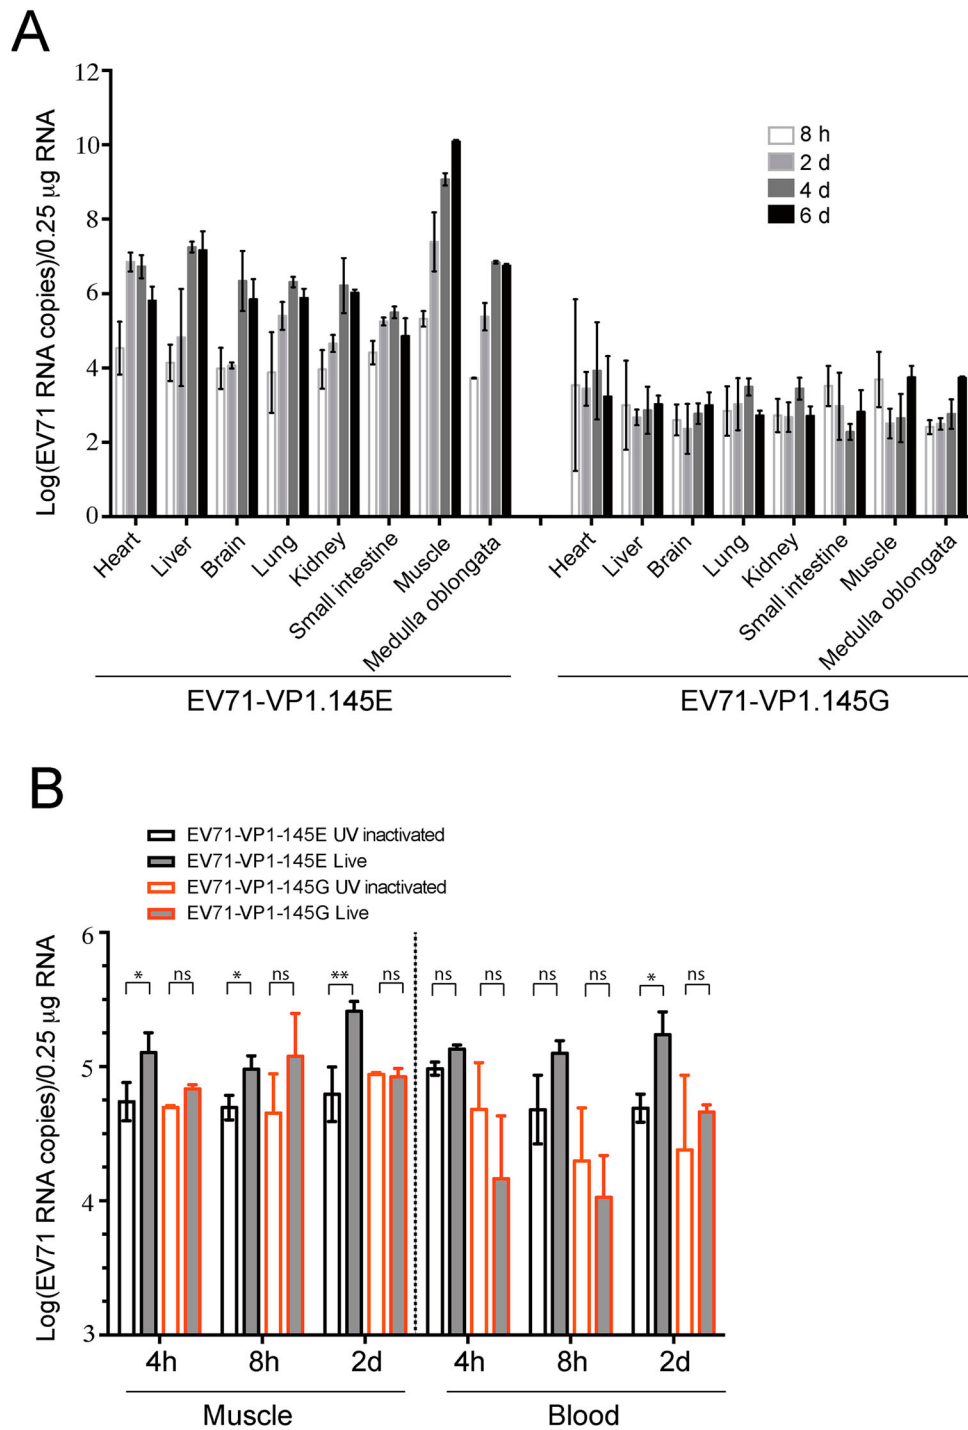 A
Log(EV71 RNA copies)/0.25 µg RNA
12
10
8
6
4
2
0
8 h
2 d
4 d
6 d
Heart
Liver
Brain
Lung
Kidney
Small intestine
Muscle
Medulla oblongata
Heart
Liver
Brain
Lung
Kidney
Small intestine
Muscle
Medulla oblongata
EV71-VP1.145E
EV71-VP1.145G
B
EV71-VP1-145E UV inactivated
EV71-VP1-145E Live
EV71-VP1-145G UV inactivated
EV71-VP1-145G Live
Log(EV71 RNA copies)/0.25 µg RNA
6
5
4
3
* ns * ns ** ns ns ns ns ns * ns
4h 8h 2d 4h 8h 2d
Muscle Blood